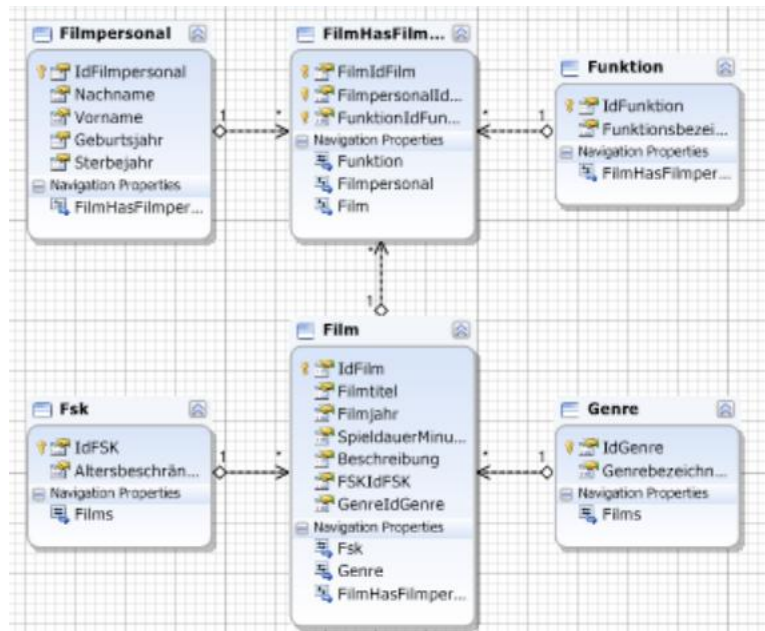 Filmpersonal
IdFilmpersonal
Nachname
Vorname
Geburtsjahr
Sterbejahr
Navigation Properties
FilmHasFilmper...
1
*
FilmHasFilm...
FilmIdFilm
FilmpersonalId...
FunktionIdFun...
Navigation Properties
Funktion
Filmpersonal
Film
*
1
Funktion
IdFunktion
Funktionsbezei...
Navigation Properties
FilmHasFilmper...
*
1
Fsk
IdFSK
Altersbeschrän...
Navigation Properties
Films
1
*
Film
IdFilm
Filmtitel
Filmjahr
SpieldauerMinu...
Beschreibung
FSKIdFSK
GenreIdGenre
Navigation Properties
Fsk
Genre
FilmHasFilmper...
*
1
Genre
IdGenre
Genrebezeichn...
Navigation Properties
Films